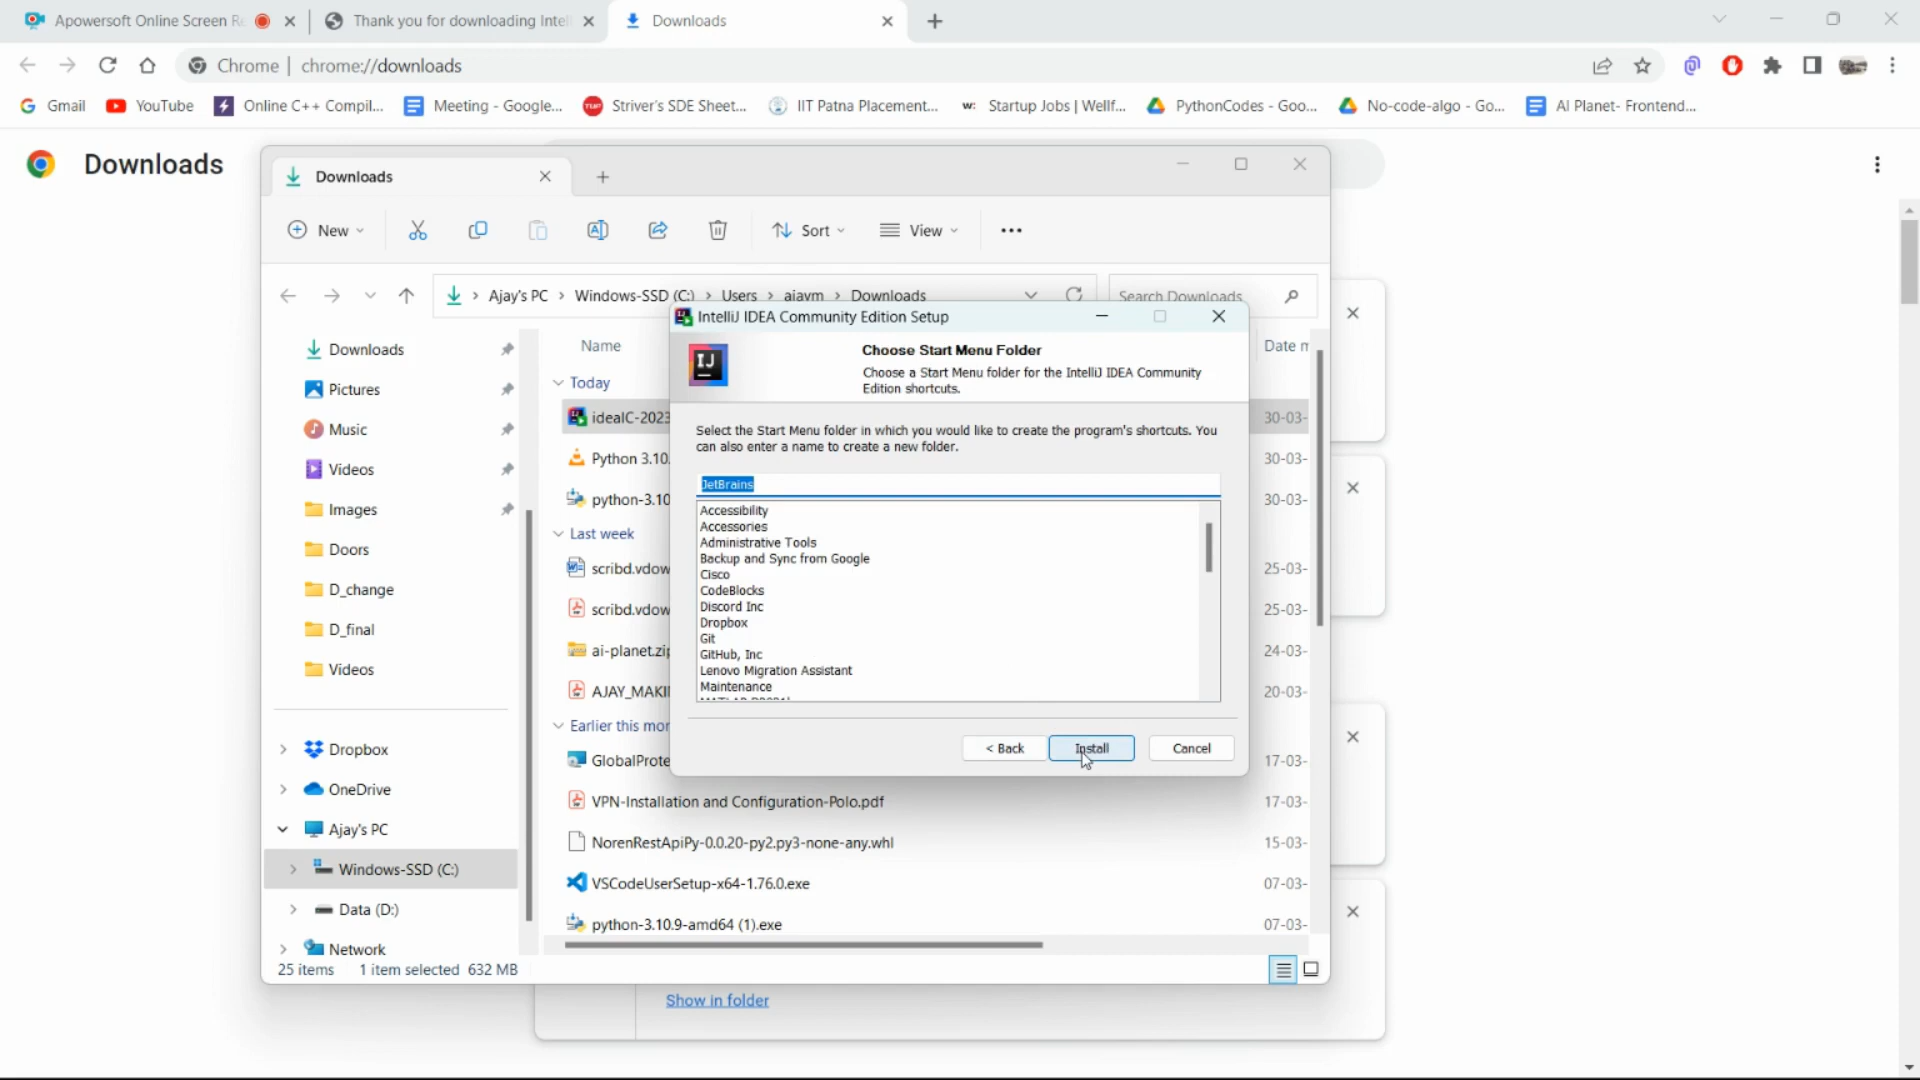 Apowersoft Online Screen Re
Thank you for downloading Intel
Downloads
Chrome | chrome://downloads
Gmail
YouTube
Online C++ Compil...
Meeting - Google...
Striver's SDE Sheet...
IIT Patna Placement...
w: Startup Jobs | Wellf...
PythonCodes - Goo...
No-code-algo - Go...
AI Planet- Frontend...
Downloads
Downloads
New
Sort
View
Ajay's PC > Windows-SSD (C:) > Users > ajaym > Downloads
Search Downloads
Downloads
Pictures
Music
Videos
Images
Doors
D_change
D_final
Videos
Dropbox
OneDrive
Ajay's PC
Windows-SSD (C:)
Data (D:)
Network
Name
Date m
Today
ideaIC-2023
30-03-
Python 3.10.
30-03-
python-3.10
30-03-
Last week
scribd.vdow
25-03-
scribd.vdow
25-03-
ai-planet.zip
24-03-
AJAY_MAKI
20-03-
Earlier this mon
GlobalProte
17-03-
VPN-Installation and Configuration-Polo.pdf
17-03-
NorenRestApiPy-0.0.20-py2.py3-none-any.whl
15-03-
VSCodeUserSetup-x64-1.76.0.exe
07-03-
python-3.10.9-amd64 (1).exe
07-03-
25 items 1 item selected 632 MB
IntelliJ IDEA Community Edition Setup
IJ
Choose Start Menu Folder
Choose a Start Menu folder for the IntelliJ IDEA Community
Edition shortcuts.
Select the Start Menu folder in which you would like to create the program's shortcuts. You
can also enter a name to create a new folder.
JetBrains
Accessibility
Accessories
Administrative Tools
Backup and Sync from Google
Cisco
CodeBlocks
Discord Inc
Dropbox
Git
GitHub, Inc
Lenovo Migration Assistant
Maintenance
< Back
Install
Cancel
Show in folder